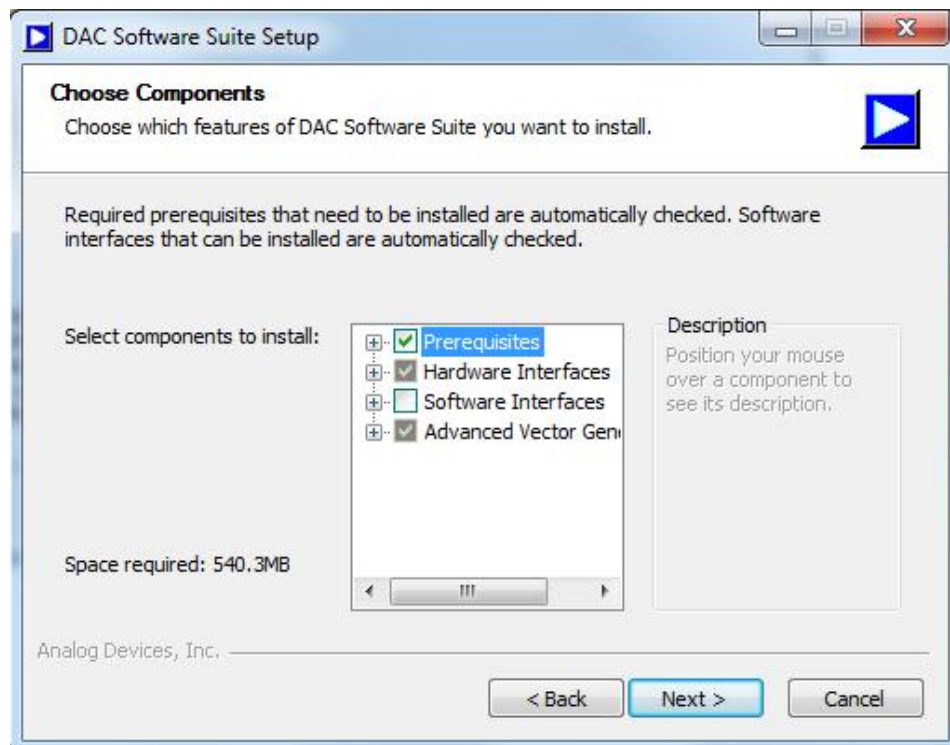 DAC Software Suite Setup
Choose Components
Choose which features of DAC Software Suite you want to install.
Required prerequisites that need to be installed are automatically checked. Software
interfaces that can be installed are automatically checked.
Select components to install:
Prerequisites
Hardware Interfaces
Software Interfaces
Advanced Vector Gen
Description
Position your mouse
over a component to
see its description.
Space required: 540.3MB
Analog Devices, Inc.
< Back
Next >
Cancel